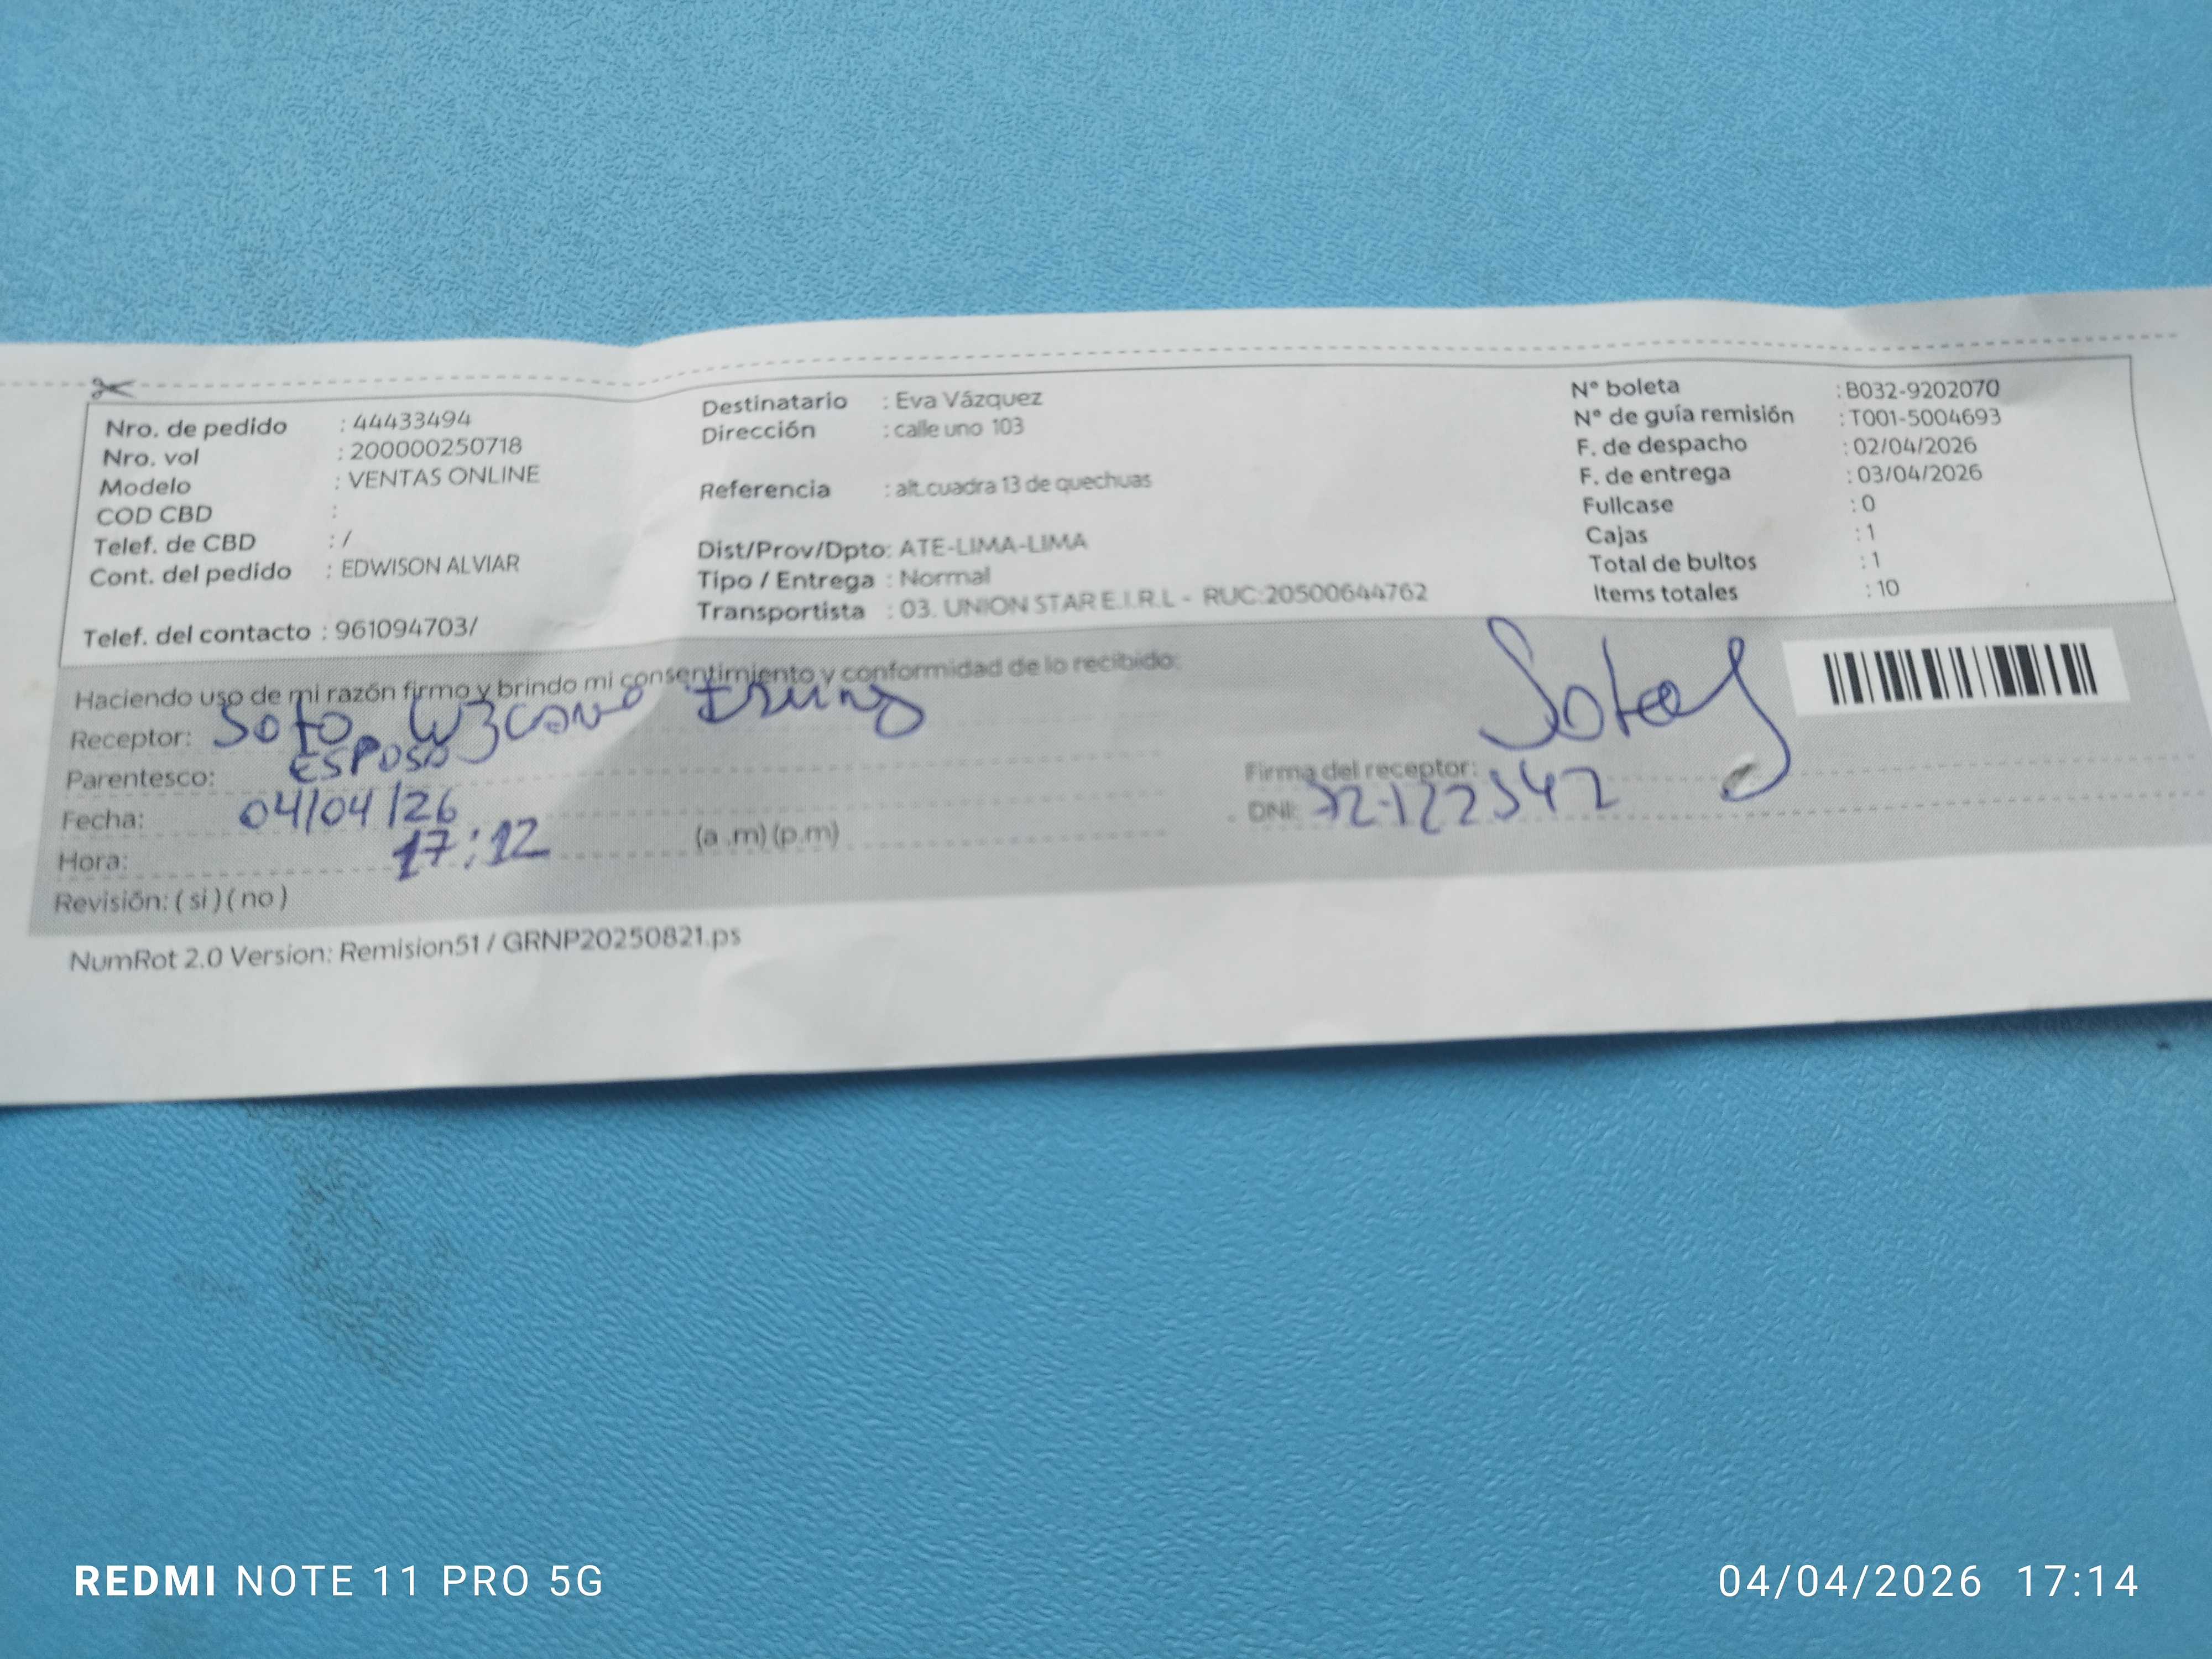 Nro. de pedido : 44433494
Nro. vol : 200000250718
Modelo : VENTAS ONLINE
COD CBD :
Telef. de CBD : /
Cont. del pedido : EDWISON ALVIAR
Telef. del contacto : 961094703/
Destinatario : Eva Vázquez
Dirección : calle uno 103
Referencia : alt.cuadra 13 de quechuas
Dist/Prov/Dpto: ATE-LIMA-LIMA
Tipo / Entrega : Normal
Transportista : 03. UNION STAR E.I.R.L - RUC:20500644762
N° boleta : B032-9202070
N° de guía remisión : T001-5004693
F. de despacho : 02/04/2026
F. de entrega : 03/04/2026
Fullcase : 0
Cajas : 1
Total de bultos : 1
Items totales : 10
Haciendo uso de mi razón firmo y brindo mi consentimiento y conformidad de lo recibido:
Receptor: Soto
Parentesco: ESPOSO
Fecha: 04/04/26
Hora: 17:12 (a .m) (p.m)
Revisión: ( si ) ( no )
Firma del receptor:
DNI:
NumRot 2.0 Version: Remision51 / GRNP20250821.ps
REDMI NOTE 11 PRO 5G
04/04/2026 17:14